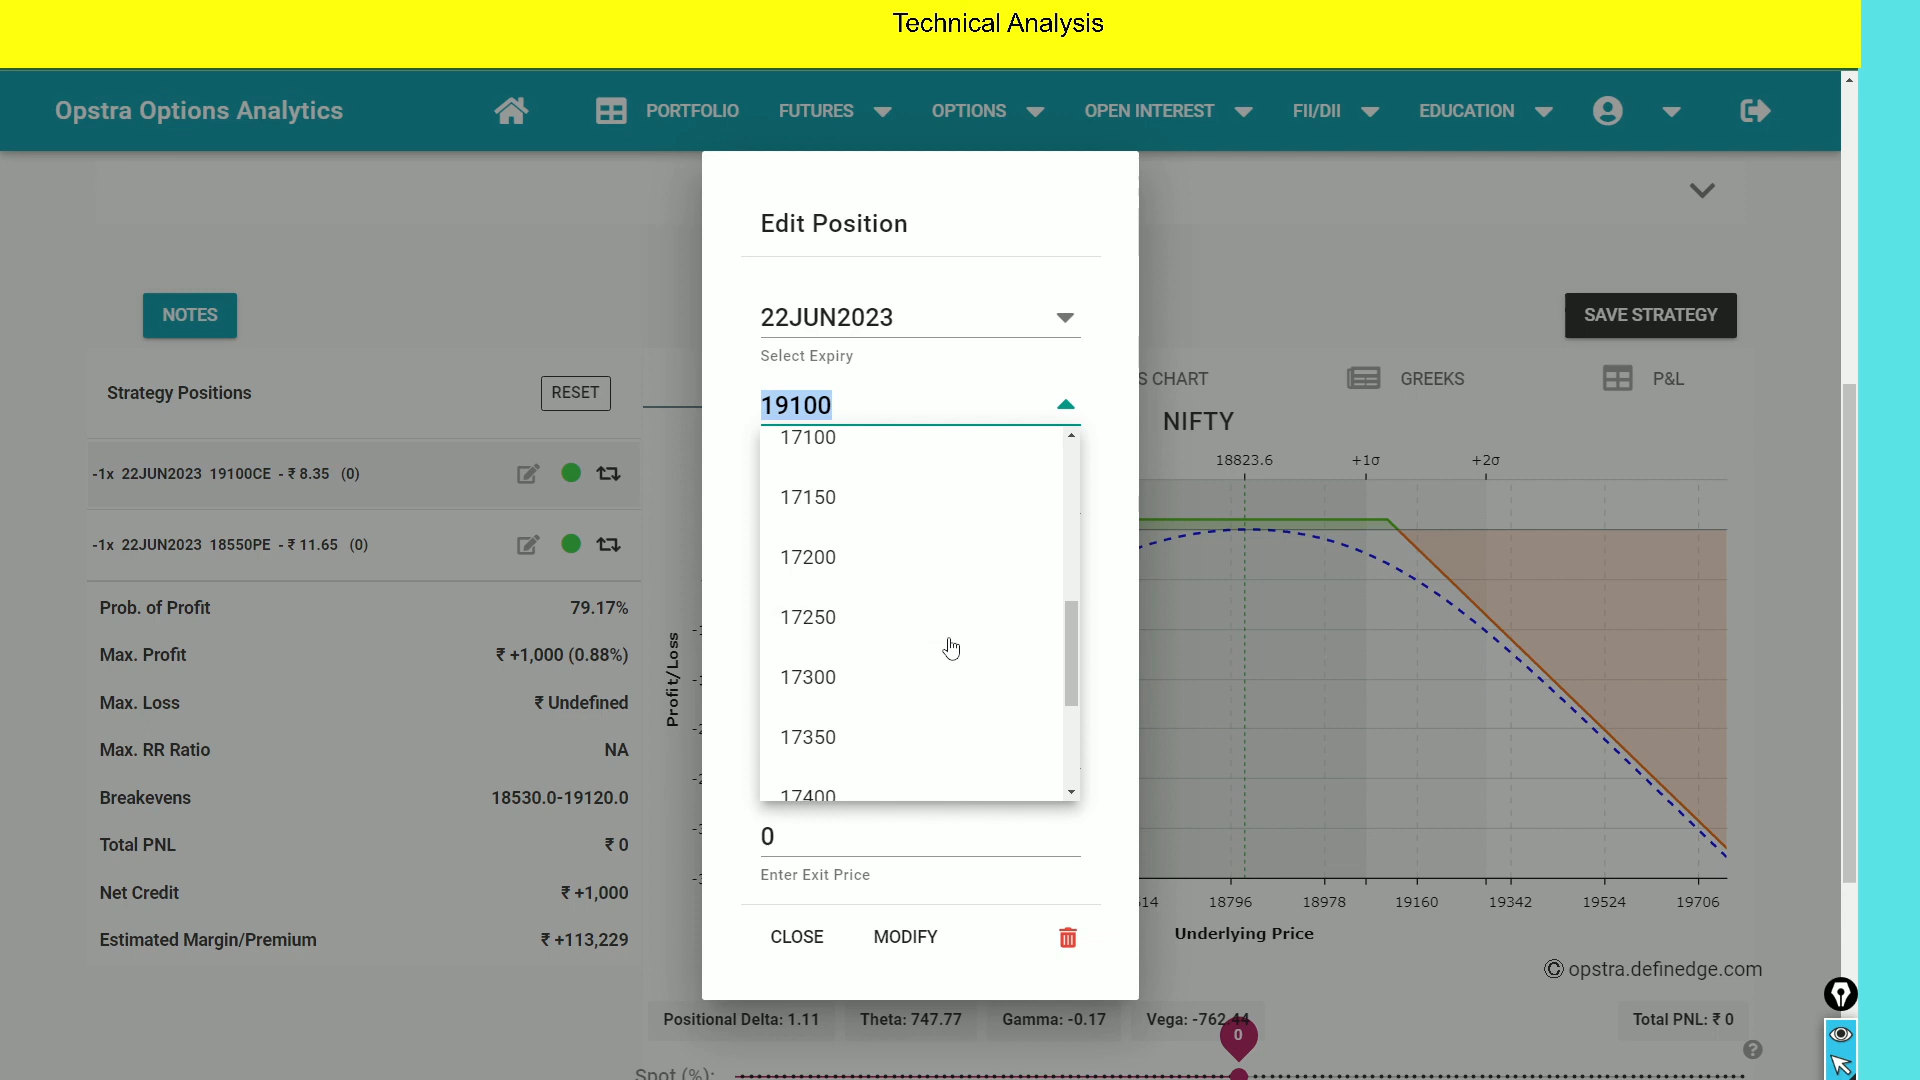 Technical Analysis
Opstra Options Analytics
PORTFOLIO
FUTURES
OPTIONS
OPEN INTEREST
FII/DII
EDUCATION
NOTES
SAVE STRATEGY
Strategy Positions
RESET
-1x 22JUN2023 19100CE - ₹ 8.35 (0)
-1x 22JUN2023 18550PE - ₹ 11.65 (0)
Prob. of Profit 79.17%
Max. Profit ₹ +1,000 (0.88%)
Max. Loss ₹ Undefined
Max. RR Ratio NA
Breakevens 18530.0-19120.0
Total PNL ₹ 0
Net Credit ₹ +1,000
Estimated Margin/Premium ₹ +113,229
Edit Position
22JUN2023
Select Expiry
19100
17100
17150
17200
17250
17300
17350
17400
0
Enter Exit Price
CLOSE
MODIFY
S CHART
GREEKS
P&L
NIFTY
18823.6 +1σ +2σ
Profit/Loss
18796 18978 19160 19342 19524 19706
Underlying Price
© opstra.definedge.com
Positional Delta: 1.11
Theta: 747.77
Gamma: -0.17
Vega: -762.44
Total PNL: ₹ 0
0
Spot (%):